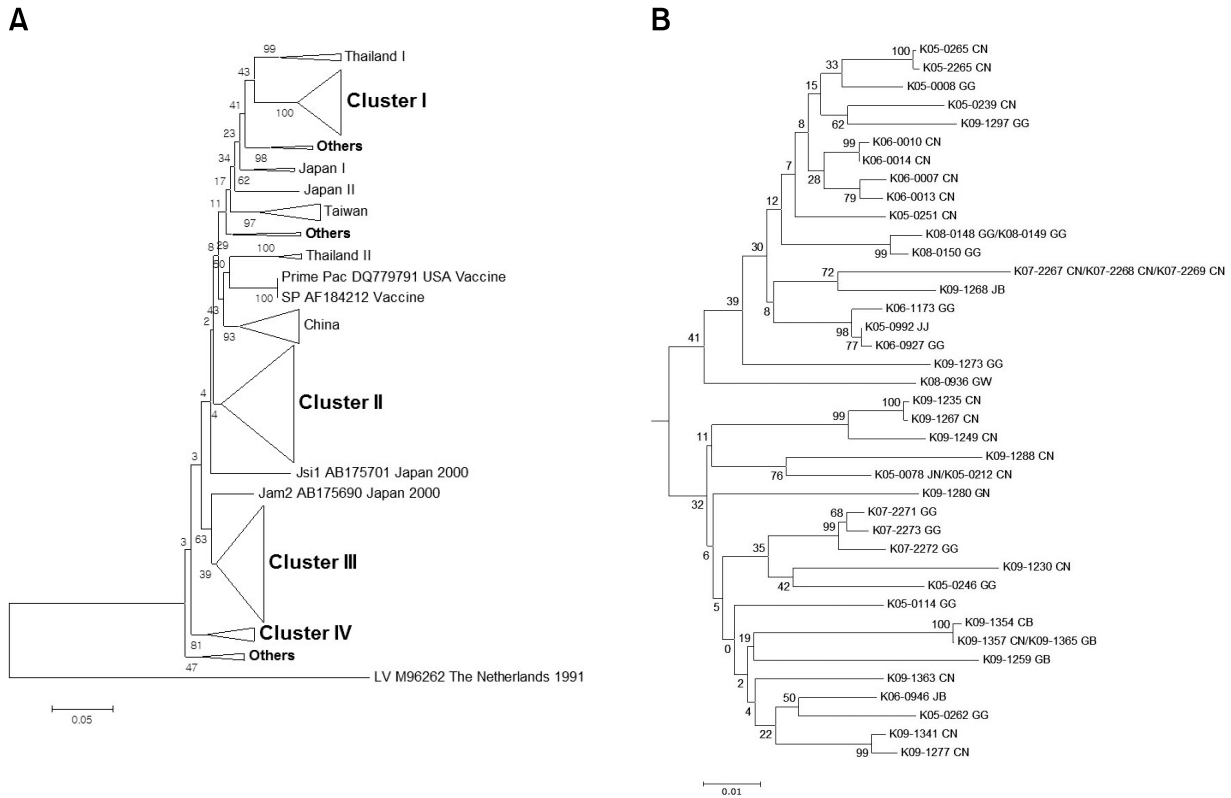 A
99
Thailand I
43
Cluster I
100
41
23
Others
98
34
Japan I
62
17
Japan II
11
Taiwan
97
Others
8
29
100
Thailand II
50
Prime Pac DQ779791 USA Vaccine
100
SP AF184212 Vaccine
43
2
China
93
4
4
Cluster II
3
Jsi1 AB175701 Japan 2000
Jam2 AB175690 Japan 2000
3
63
Cluster III
39
Cluster IV
81
Others
47
LV M96262 The Netherlands 1991
0.05
B
100
K05-0265 CN
K05-2265 CN
33
K05-0008 GG
15
K05-0239 CN
62
K09-1297 GG
8
99
K06-0010 CN
K06-0014 CN
28
K06-0007 CN
79
K06-0013 CN
7
K05-0251 CN
12
K08-0148 GG/K08-0149 GG
99
K08-0150 GG
30
72
K07-2267 CN/K07-2268 CN/K07-2269 CN
K09-1268 JB
8
K06-1173 GG
98
K05-0992 JJ
77
K06-0927 GG
39
K09-1273 GG
41
K08-0936 GW
100
K09-1235 CN
K09-1267 CN
99
K09-1249 CN
11
K09-1288 CN
76
K05-0078 JN/K05-0212 CN
32
K09-1280 GN
68
K07-2271 GG
99
K07-2273 GG
K07-2272 GG
6
35
K09-1230 CN
42
K05-0246 GG
5
K05-0114 GG
100
K09-1354 CB
K09-1357 CN/K09-1365 GB
0
19
K09-1259 GB
2
K09-1363 CN
4
50
K06-0946 JB
K05-0262 GG
22
K09-1341 CN
99
K09-1277 CN
0.01